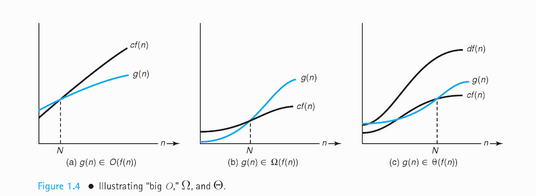 cf(n)
g(n)
N
n
(a) g(n) ∈ O(f(n))
g(n)
cf(n)
N
n
(b) g(n) ∈ Ω(f(n))
df(n)
g(n)
cf(n)
N
n
(c) g(n) ∈ θ(f(n))
Figure 1.4 ● Illustrating "big O," Ω, and Θ.